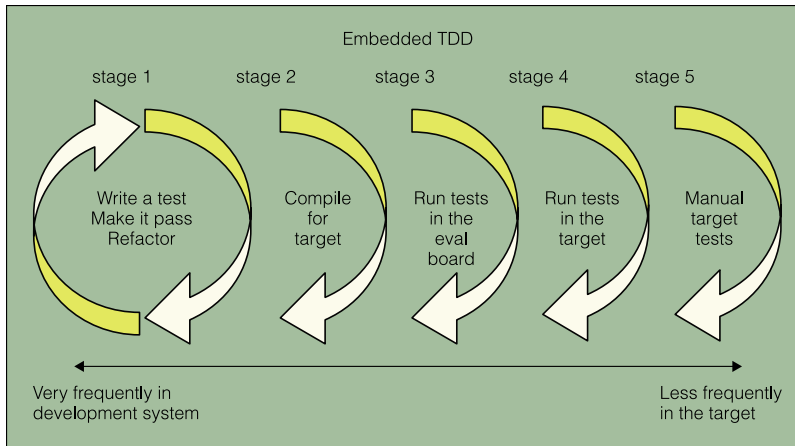 Embedded TDD
stage 1
stage 2
stage 3
stage 4
stage 5
Write a test
Make it pass
Refactor
Compile
for
target
Run tests
in the
eval
board
Run tests
in the
target
Manual
target
tests
Very frequently in
development system
Less frequently
in the target